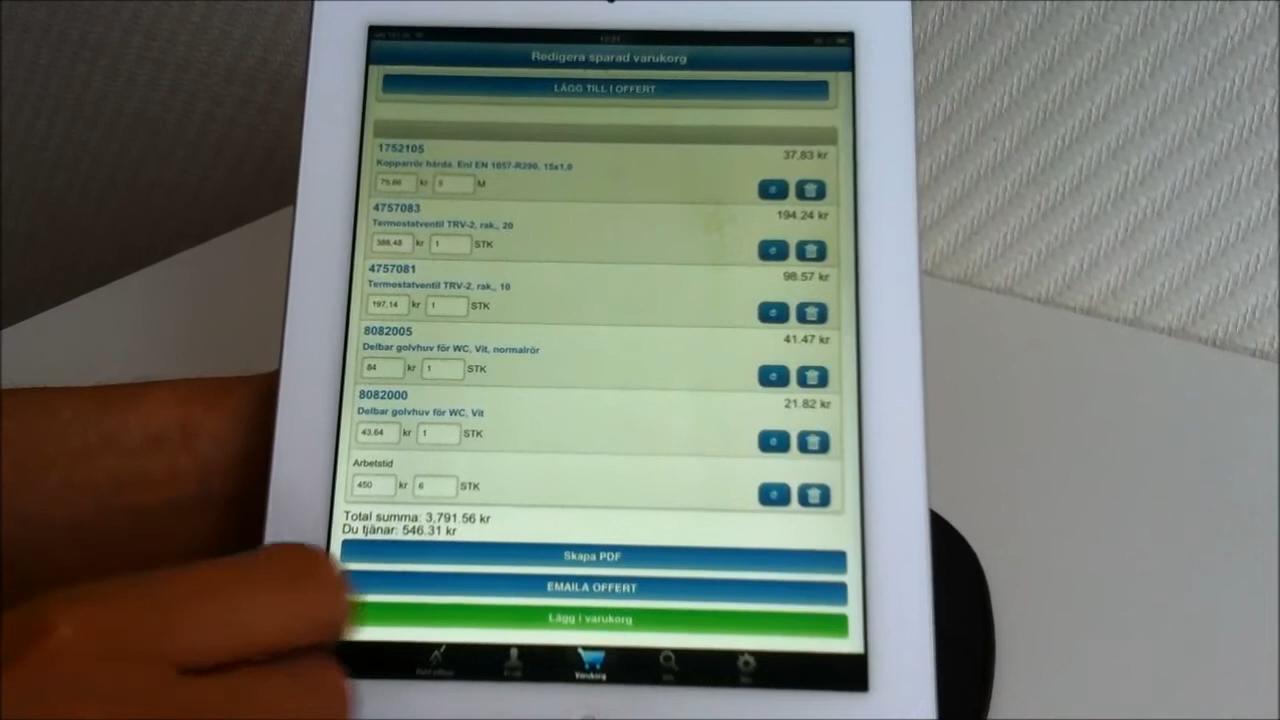 Redigera sparad varukorg
LÄGG TILL I OFFERT
1752105
37.83 kr
Kopparrör hårda. Enl EN 1057-R290, 15x1,0
75,66 kr 5 M
4757083
194.24 kr
Termostatventil TRV-2, rak,, 20
388,48 kr 1 STK
4757081
98.57 kr
Termostatventil TRV-2, rak,, 10
197,14 kr 1 STK
8082005
41.47 kr
Delbar golvhuv för WC, Vit, normalrör
84 kr 1 STK
8082000
21.82 kr
Delbar golvhuv för WC, Vit
43,64 kr 1 STK
Arbetstid
450 kr 6 STK
Total summa: 3,791.56 kr
Du tjänar: 546.31 kr
Skapa PDF
EMAILA OFFERT
Lägg i varukorg
Varukorg